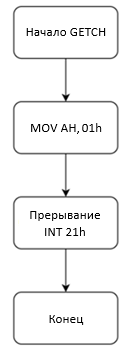 Начало GETCH
MOV AH, 01h
Прерывание
INT 21h
Конец